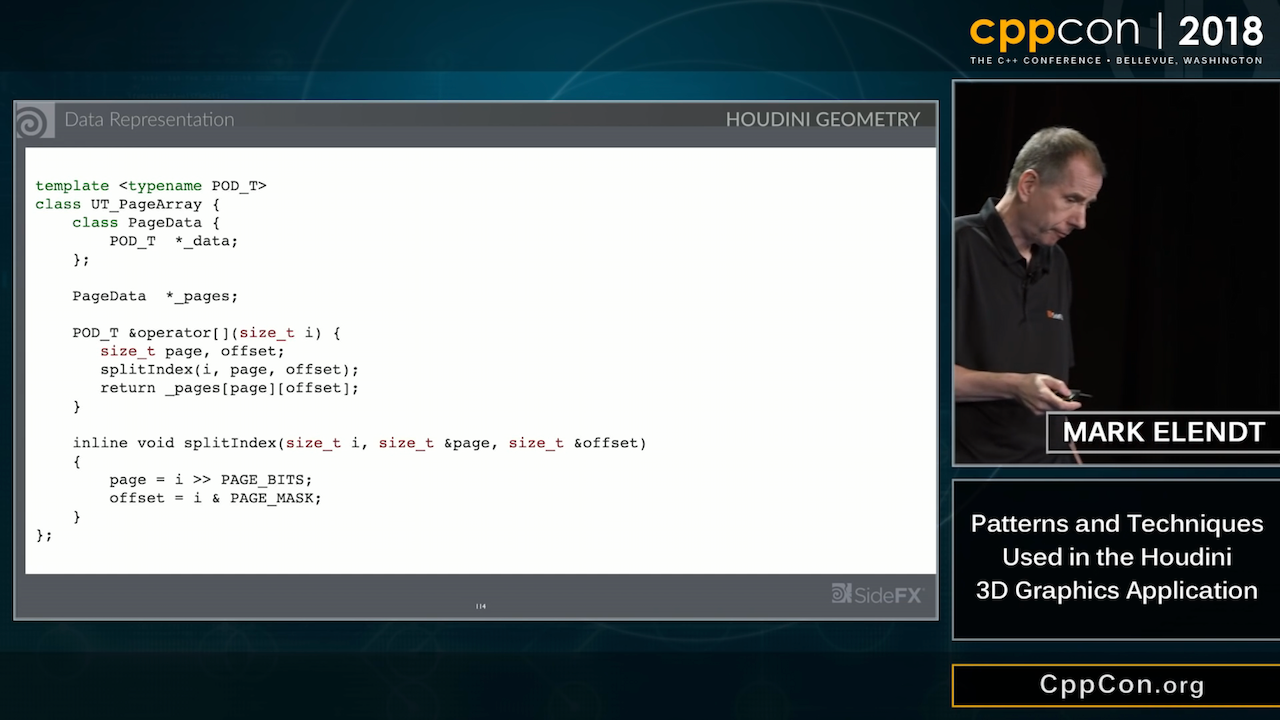 cppcon | 2018
THE C++ CONFERENCE • BELLEVUE, WASHINGTON
Data Representation
HOUDINI GEOMETRY
template <typename POD_T>
class UT_PageArray {
    class PageData {
        POD_T  *_data;
    };
    PageData  *_pages;
    POD_T &operator[](size_t i) {
       size_t page, offset;
       splitIndex(i, page, offset);
       return _pages[page][offset];
    }
    inline void splitIndex(size_t i, size_t &page, size_t &offset)
    {
        page = i >> PAGE_BITS;
        offset = i & PAGE_MASK;
    }
};
SideFX
114
MARK ELENDT
Patterns and Techniques
Used in the Houdini
3D Graphics Application
CppCon.org